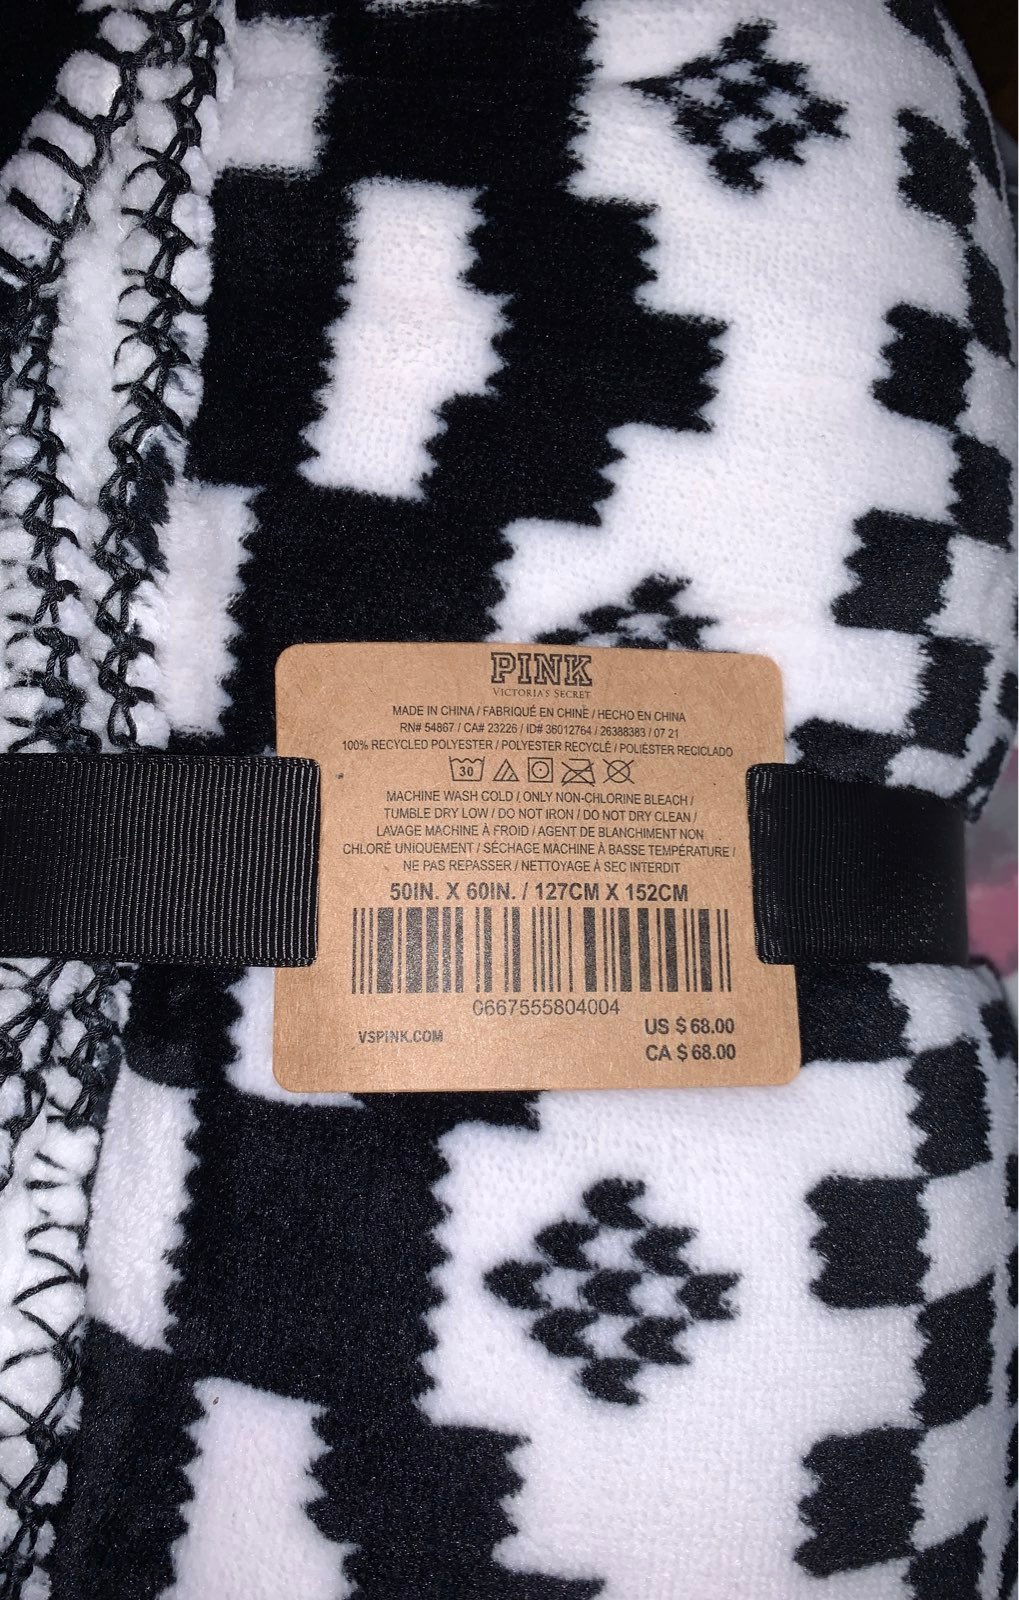 PINK
VICTORIA'S SECRET
MADE IN CHINA / FABRIQUÉ EN CHINE / HECHO EN CHINA
RN# 54867 / CA# 23226 / ID# 36012764 / 26388383 / 07 21
100% RECYCLED POLYESTER / POLYESTER RECYCLÉ / POLIÉSTER RECICLADO
30
MACHINE WASH COLD / ONLY NON-CHLORINE BLEACH /
TUMBLE DRY LOW / DO NOT IRON / DO NOT DRY CLEAN /
LAVAGE MACHINE À FROID / AGENT DE BLANCHIMENT NON
CHLORÉ UNIQUEMENT / SÉCHAGE MACHINE À BASSE TEMPÉRATURE /
NE PAS REPASSER / NETTOYAGE À SEC INTERDIT
50IN. X 60IN. / 127CM X 152CM
0667555804004
VSPINK.COM
US $ 68.00
CA $ 68.00